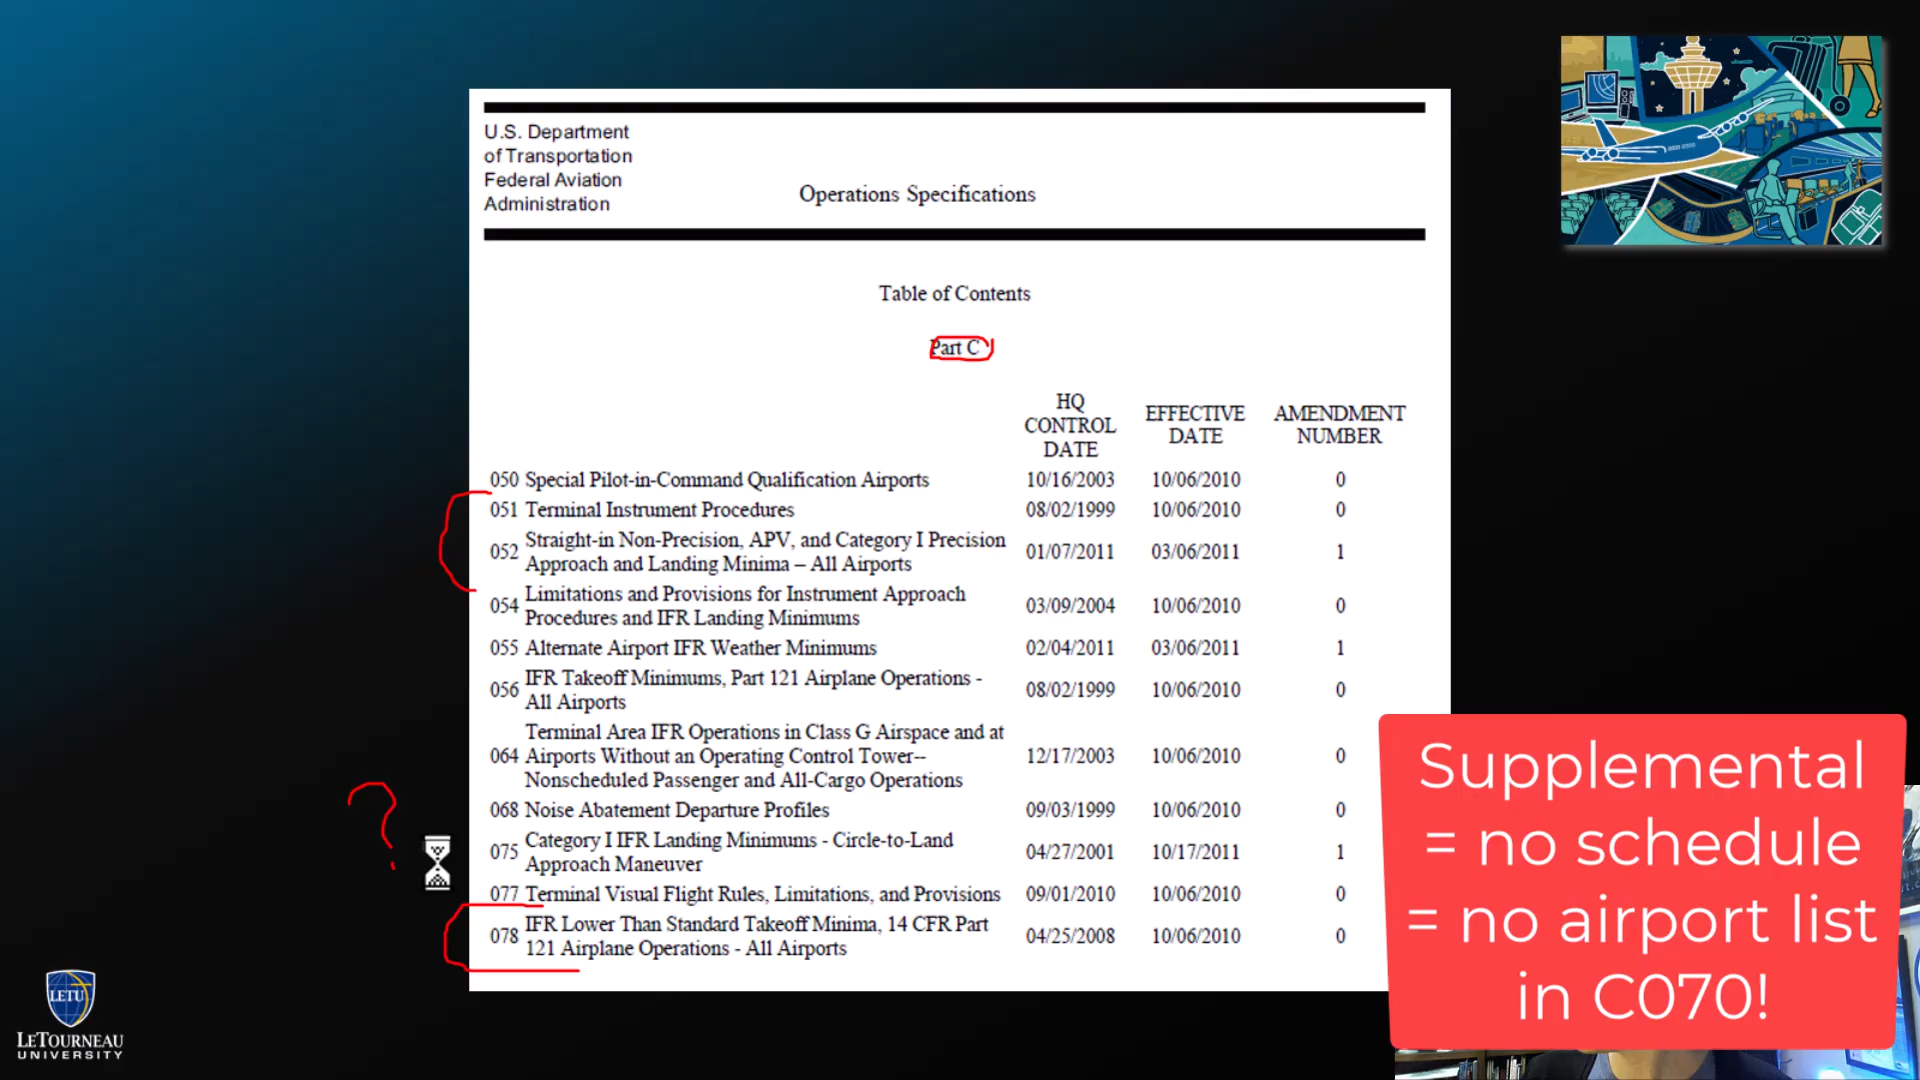 U.S. Department
of Transportation
Federal Aviation
Administration
Operations Specifications
Table of Contents
Part C
HQ
CONTROL
DATE
EFFECTIVE
DATE
AMENDMENT
NUMBER
050 Special Pilot-in-Command Qualification Airports 10/16/2003 10/06/2010 0
051 Terminal Instrument Procedures 08/02/1999 10/06/2010 0
052 Straight-in Non-Precision, APV, and Category I Precision
Approach and Landing Minima – All Airports 01/07/2011 03/06/2011 1
054 Limitations and Provisions for Instrument Approach
Procedures and IFR Landing Minimums 03/09/2004 10/06/2010 0
055 Alternate Airport IFR Weather Minimums 02/04/2011 03/06/2011 1
056 IFR Takeoff Minimums, Part 121 Airplane Operations -
All Airports 08/02/1999 10/06/2010 0
Terminal Area IFR Operations in Class G Airspace and at
064 Airports Without an Operating Control Tower--
Nonscheduled Passenger and All-Cargo Operations 12/17/2003 10/06/2010 0
068 Noise Abatement Departure Profiles 09/03/1999 10/06/2010 0
075 Category I IFR Landing Minimums - Circle-to-Land
Approach Maneuver 04/27/2001 10/17/2011 1
077 Terminal Visual Flight Rules, Limitations, and Provisions 09/01/2010 10/06/2010 0
078 IFR Lower Than Standard Takeoff Minima, 14 CFR Part
121 Airplane Operations - All Airports 04/25/2008 10/06/2010 0
?
Supplemental
= no schedule
= no airport list
in C070!
LETU
LETOURNEAU
UNIVERSITY